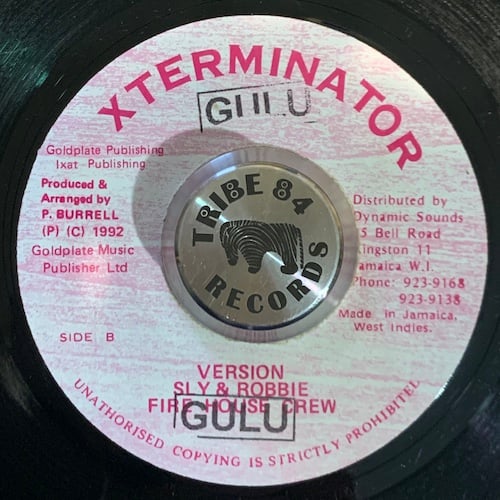 XTERMINATOR
GULU
Goldplate Publishing
Ixat Publishing
Produced &
Arranged by
P. BURRELL
(P) (C) 1992
Goldplate Music
Publisher Ltd
SIDE B
TRIBE 84
RECORDS
Distributed by
Dynamic Sounds
5 Bell Road
Kingston 11
Jamaica W.I.
Phone: 923-9168
923-9138
Made in Jamaica,
West Indies.
VERSION
SLY & ROBBIE
FIRE HOUSE CREW
GULU
UNAUTHORISED COPYING IS STRICTLY PROHIBITED